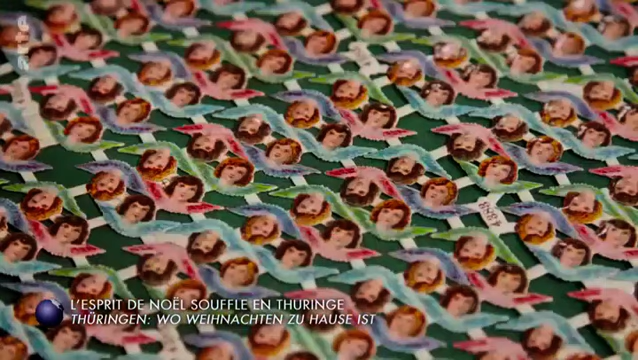 arte
L'ESPRIT DE NOËL SOUFFLE EN THURINGE
THÜRINGEN: WO WEIHNACHTEN ZU HAUSE IST